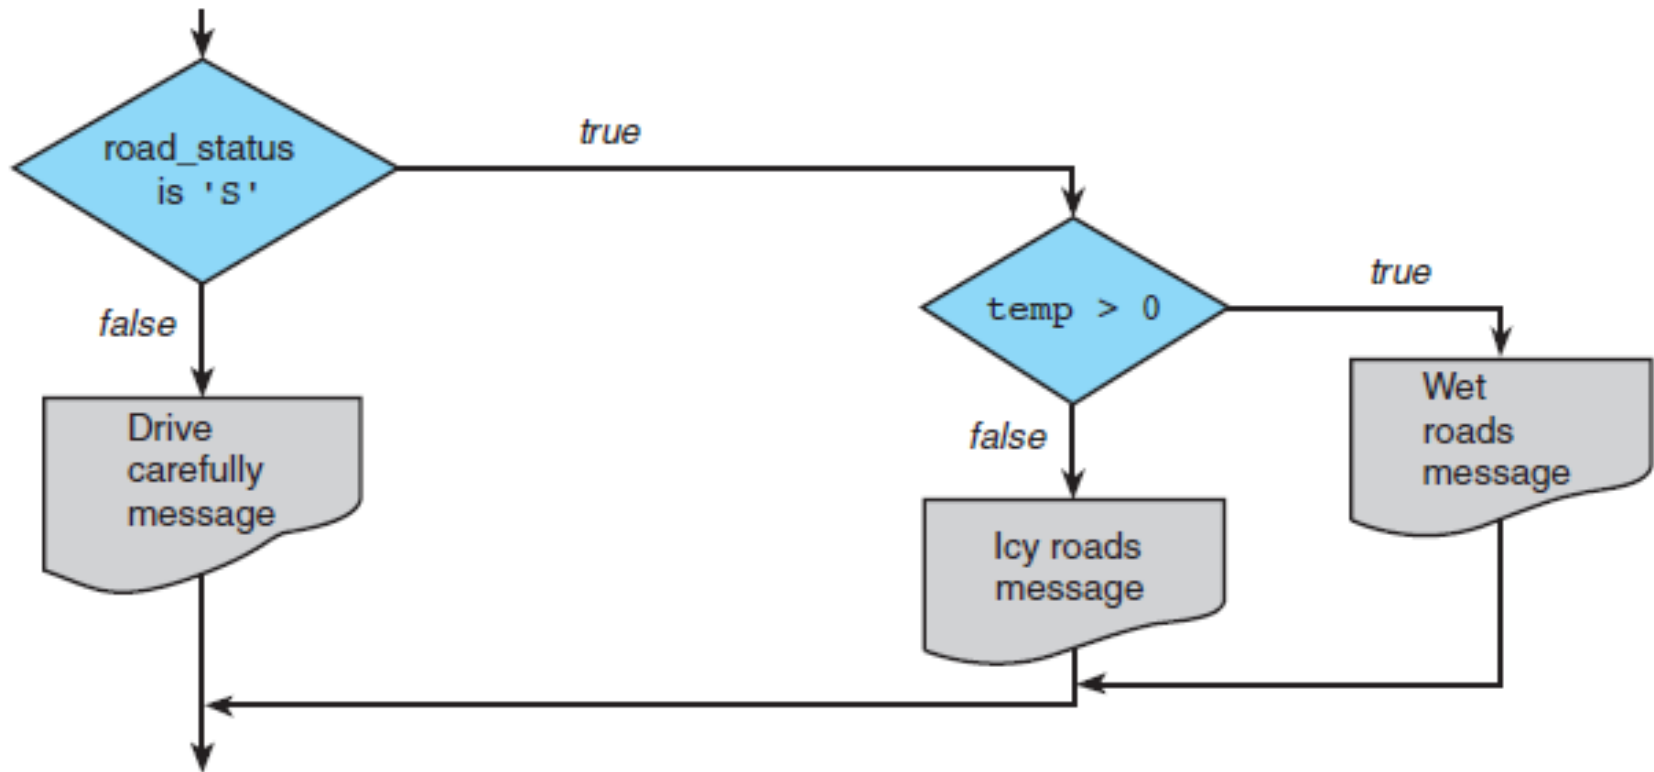 road_status
is 'S'
true
false
Drive
carefully
message
temp > 0
true
false
Icy roads
message
Wet
roads
message